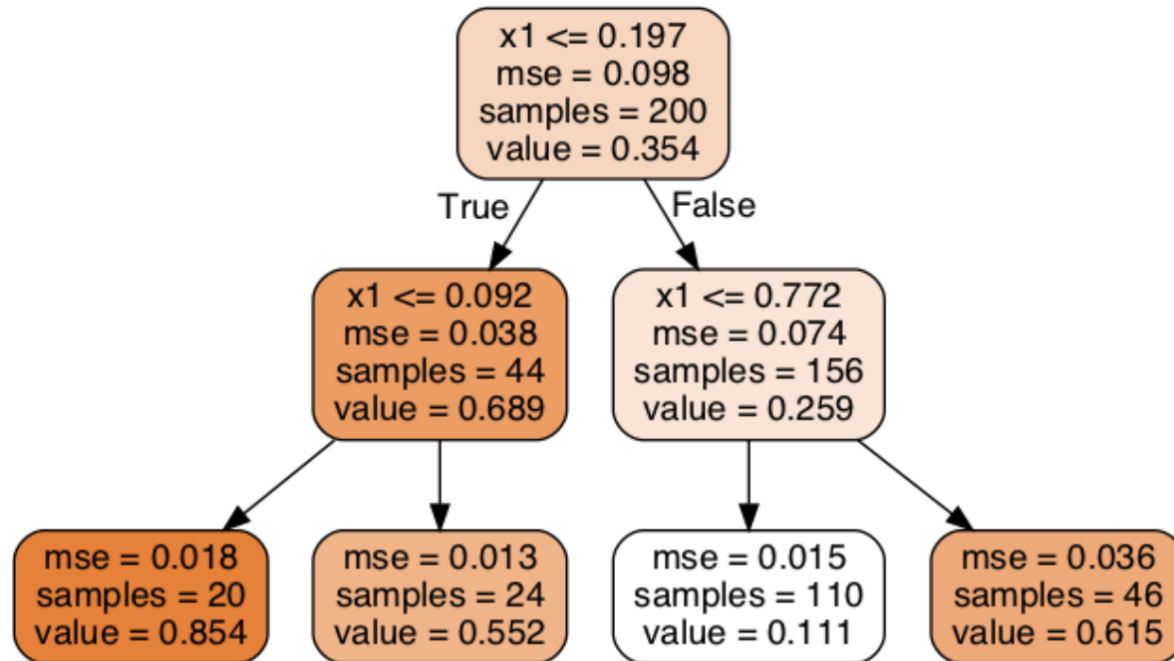 x1 <= 0.197
mse = 0.098
samples = 200
value = 0.354
True
False
x1 <= 0.092
mse = 0.038
samples = 44
value = 0.689
x1 <= 0.772
mse = 0.074
samples = 156
value = 0.259
mse = 0.018
samples = 20
value = 0.854
mse = 0.013
samples = 24
value = 0.552
mse = 0.015
samples = 110
value = 0.111
mse = 0.036
samples = 46
value = 0.615